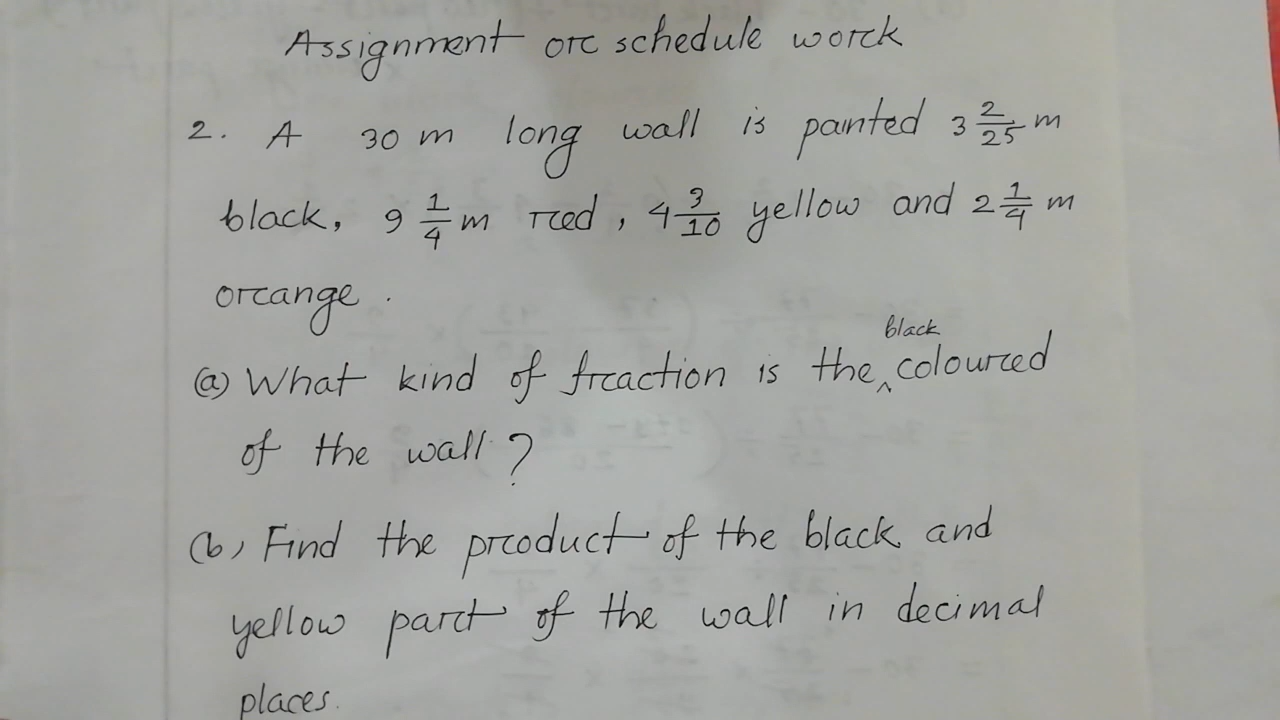 Assignment or schedule work
2. A 30 m long wall is painted 3 2/25 m
black, 9 1/4 m red, 4 3/10 yellow and 2 1/4 m
orange.
black
(a) What kind of fraction is the ^ coloured
of the wall?
(b) Find the product of the black and
yellow part of the wall in decimal
places.